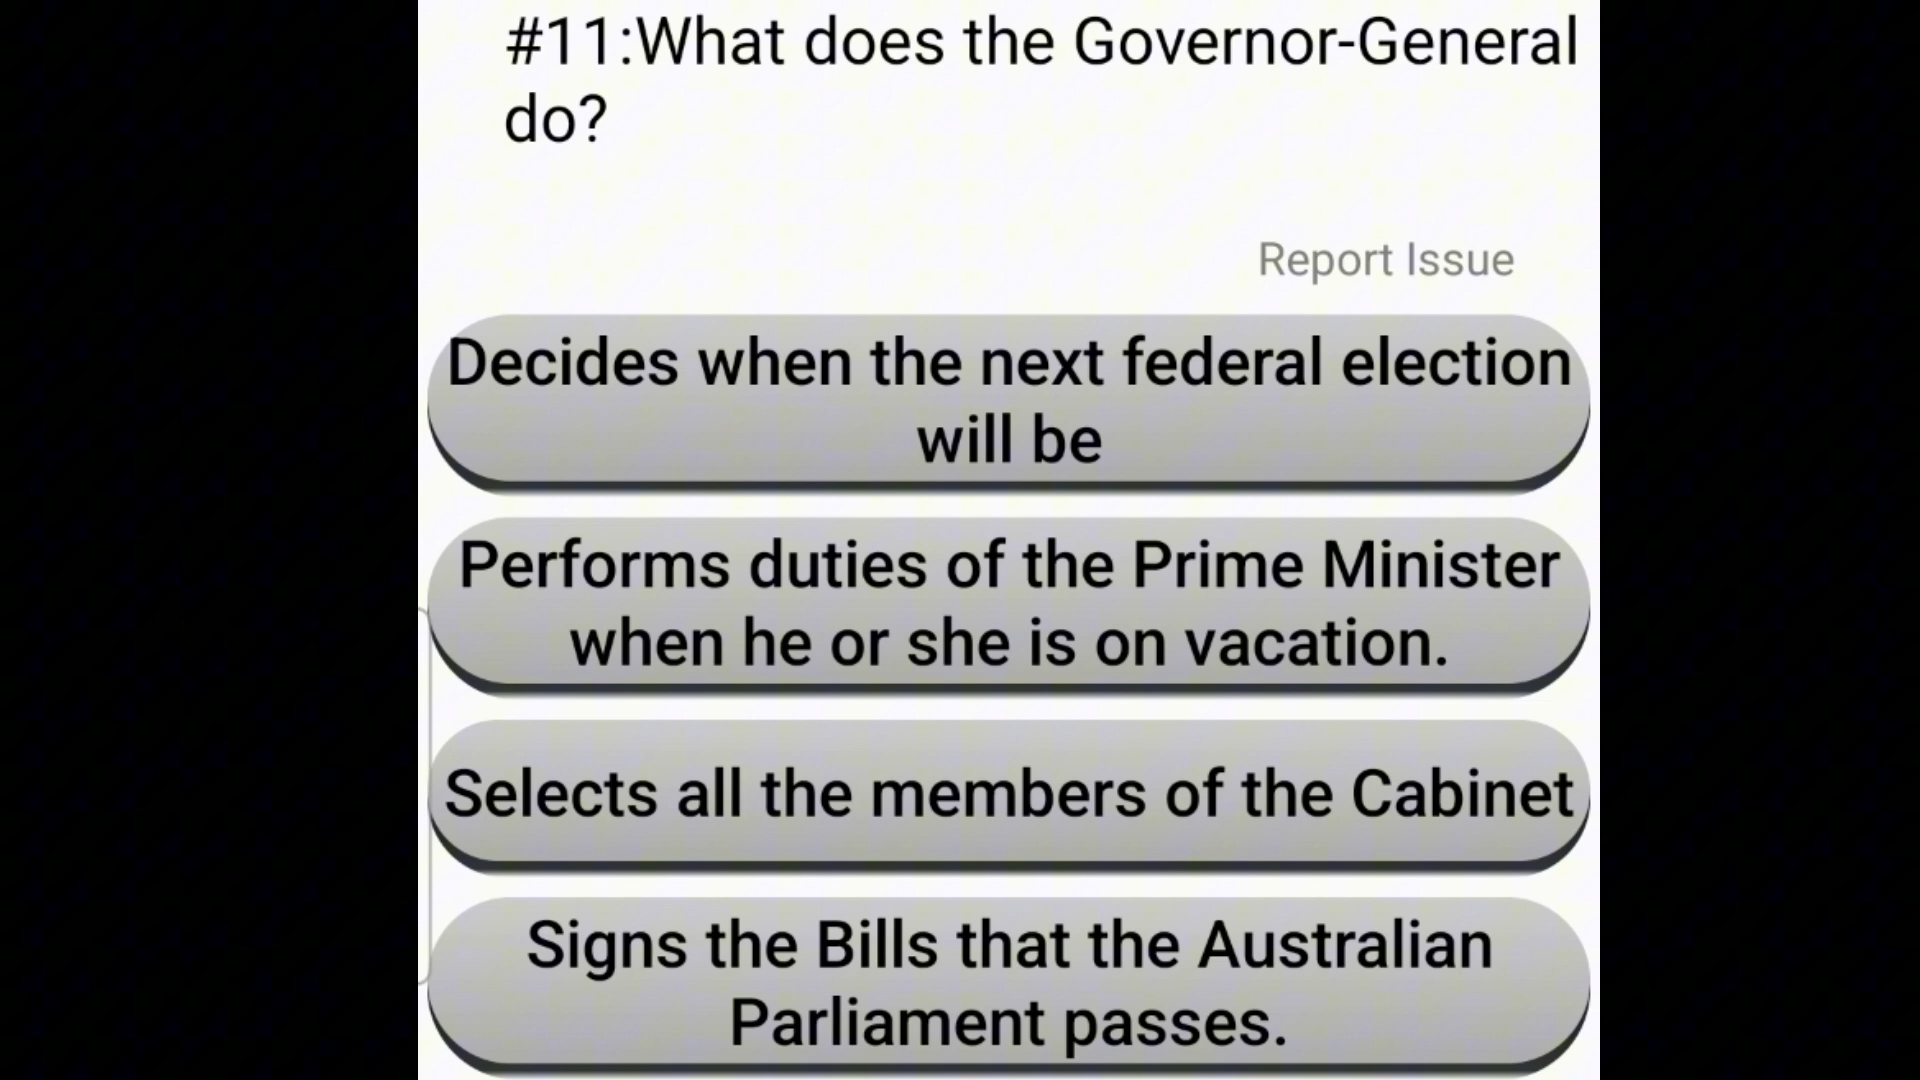 #11:What does the Governor-General
do?
Report Issue
Decides when the next federal election
will be
Performs duties of the Prime Minister
when he or she is on vacation.
Selects all the members of the Cabinet
Signs the Bills that the Australian
Parliament passes.